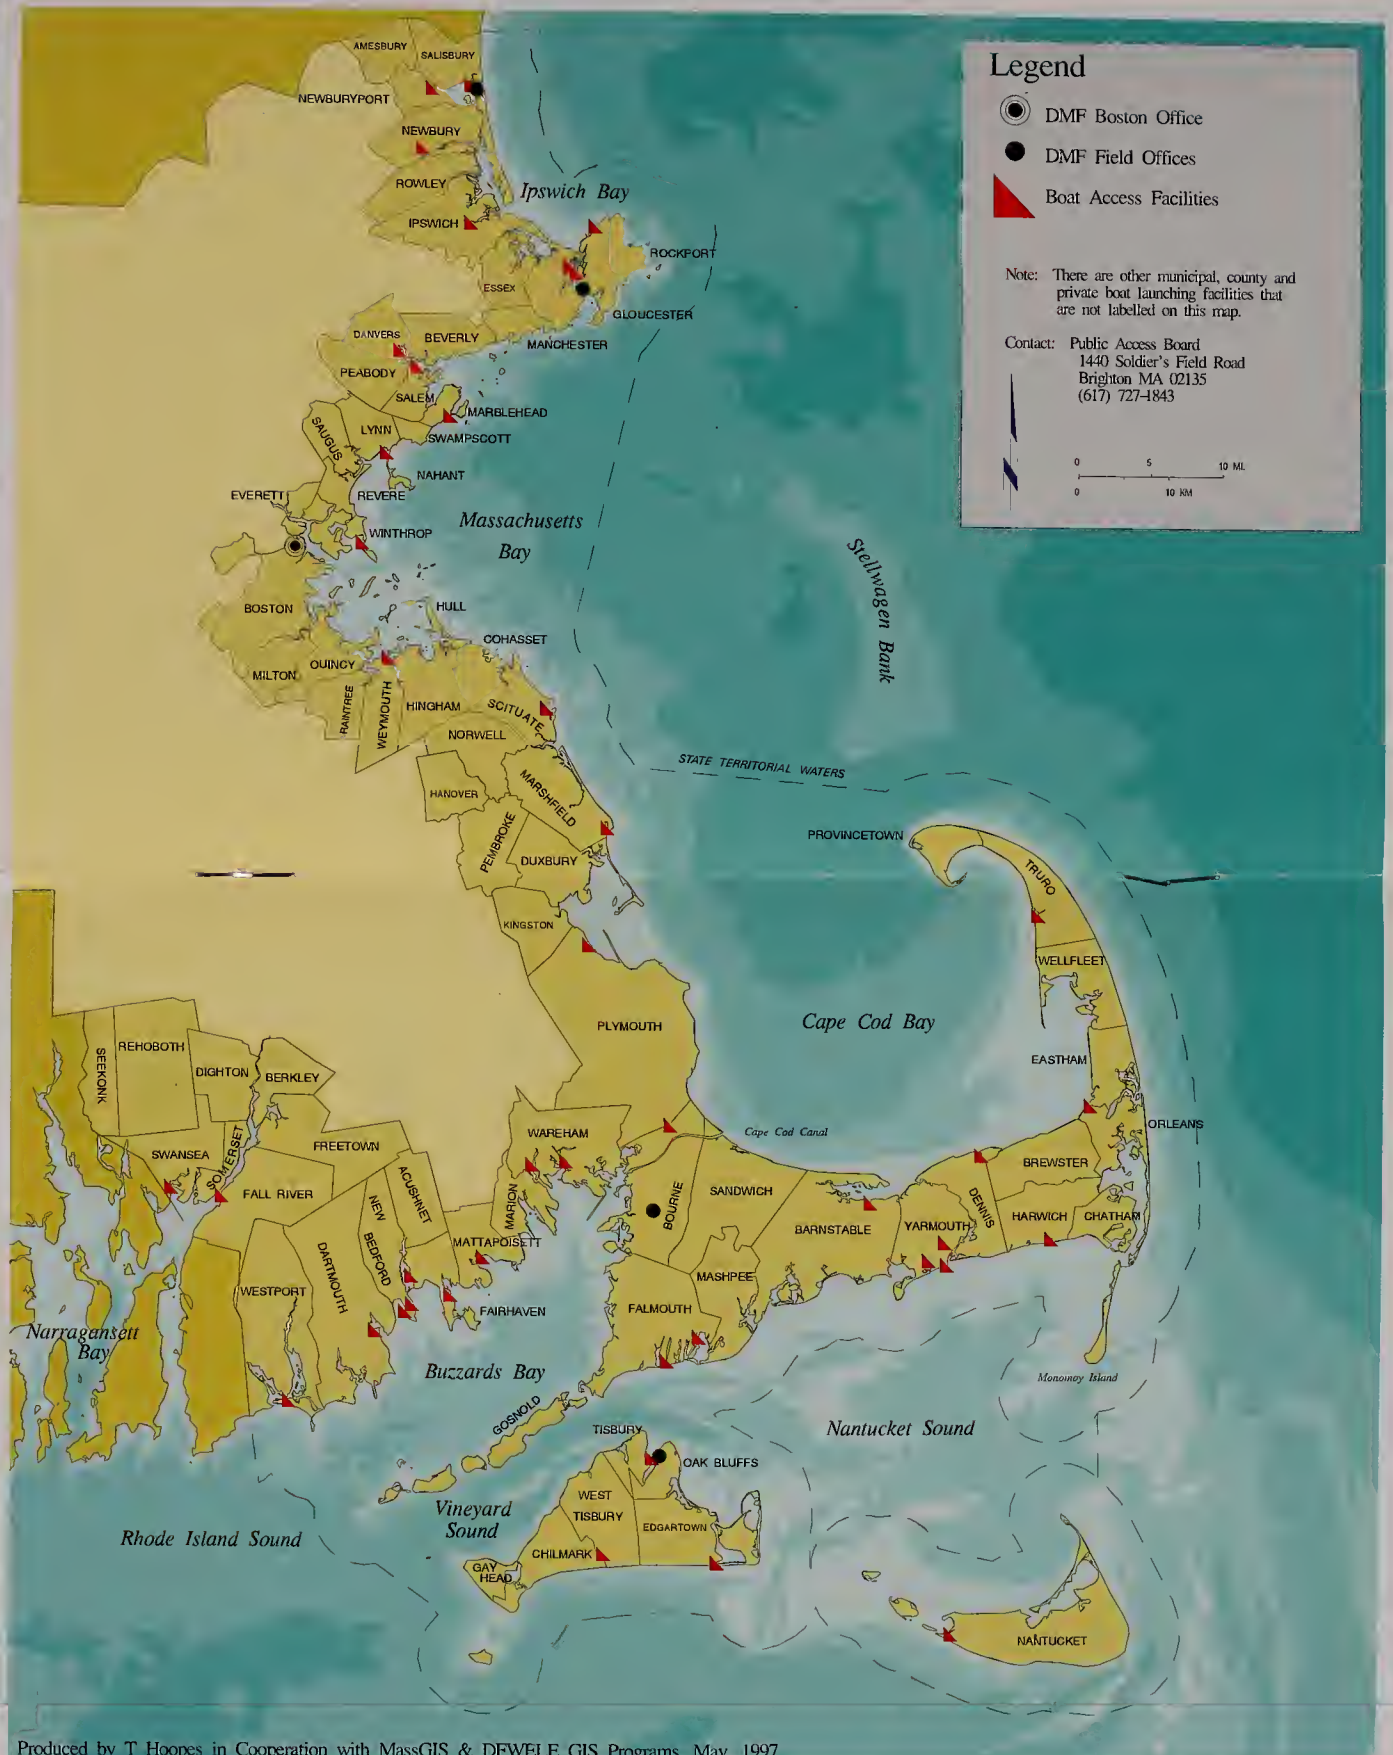 AMESBURY
SALISBURY
NEWBURYPORT
NEWBURY
ROWLEY
Ipswich Bay
IPSWICH
ROCKPORT
ESSEX
GLOUCESTER
DANVERS
BEVERLY
MANCHESTER
PEABODY
SALEM
MARBLEHEAD
LYNN
SAUGUS
SWAMPSCOTT
NAHANT
EVERETT
REVERE
Massachusetts
Bay
WINTHROP
BOSTON
HULL
COHASSET
QUINCY
MILTON
RAINTREE
WEYMOUTH
HINGHAM
SCITUATE
NORWELL
Stellwagen Bank
STATE TERRITORIAL WATERS
HANOVER
MARSHFIELD
PEMBROKE
DUXBURY
PROVINCETOWN
TRURO
KINGSTON
WELLFLEET
PLYMOUTH
Cape Cod Bay
EASTHAM
SEEKONK
REHOBOTH
DIGHTON
BERKLEY
ORLEANS
Cape Cod Canal
WAREHAM
FREETOWN
SWANSEA
SOMERSET
BREWSTER
FALL RIVER
ACUSHNET
NEW
BEDFORD
MARION
BOURNE
SANDWICH
DENNIS
HARWICH
CHATHAM
BARNSTABLE
YARMOUTH
MATTAPOISETT
DARTMOUTH
MASHPEE
WESTPORT
FAIRHAVEN
FALMOUTH
Narragansett
Bay
Buzzards Bay
Monomoy Island
GOSNOLD
TISBURY
Nantucket Sound
OAK BLUFFS
WEST
TISBURY
Vineyard
Sound
EDGARTOWN
Rhode Island Sound
CHILMARK
GAY
HEAD
NANTUCKET
Legend
DMF Boston Office
DMF Field Offices
Boat Access Facilities
Note: There are other municipal, county and
private boat launching facilities that
are not labelled on this map.
Contact: Public Access Board
1440 Soldier's Field Road
Brighton MA 02135
(617) 727-1843
0 5 10 MI.
0 10 KM
Produced by T Hoopes in Cooperation with MassGIS & DFWELE GIS Programs, May, 1997